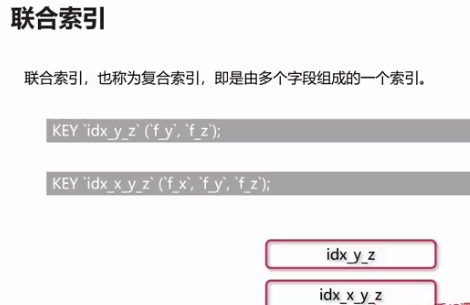 联合索引
联合索引，也称为复合索引，即是由多个字段组成的一个索引。
KEY `idx_y_z` (`f_y`, `f_z`);
KEY `idx_x_y_z` (`f_x`, `f_y`, `f_z`);
idx_y_z
idx_x_y_z